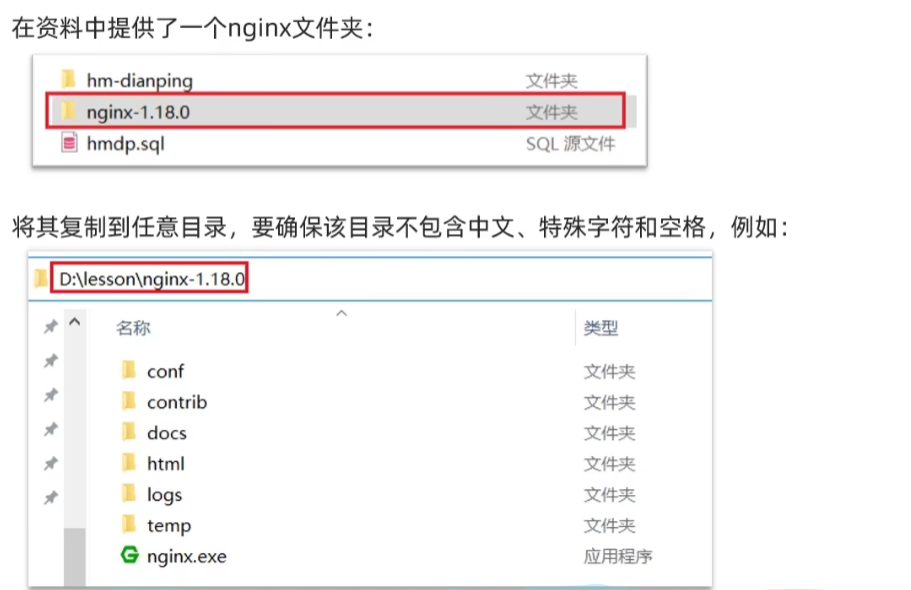 在资料中提供了一个nginx文件夹：
hm-dianping 文件夹
nginx-1.18.0 文件夹
hmdp.sql SQL 源文件
将其复制到任意目录，要确保该目录不包含中文、特殊字符和空格，例如：
D:\lesson\nginx-1.18.0
名称 类型
conf 文件夹
contrib 文件夹
docs 文件夹
html 文件夹
logs 文件夹
temp 文件夹
nginx.exe 应用程序